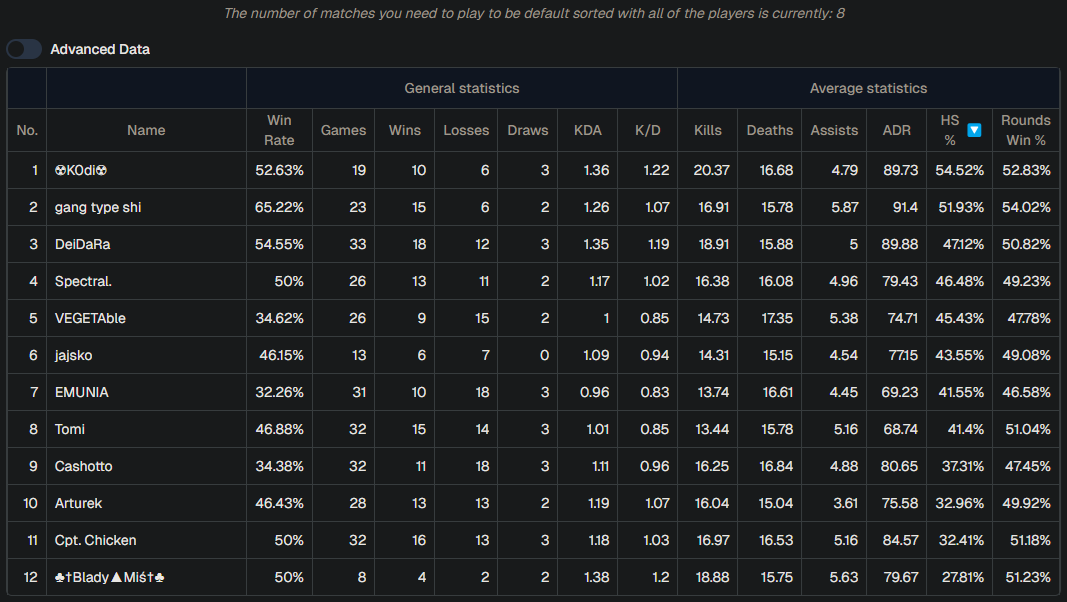 The number of matches you need to play to be default sorted with all of the players is currently: 8
Advanced Data
General statistics Average statistics
No. Name Win Rate Games Wins Losses Draws KDA K/D Kills Deaths Assists ADR HS % Rounds Win %
1 ☢K0di☢ 52.63% 19 10 6 3 1.36 1.22 20.37 16.68 4.79 89.73 54.52% 52.83%
2 gang type shi 65.22% 23 15 6 2 1.26 1.07 16.91 15.78 5.87 91.4 51.93% 54.02%
3 DeiDaRa 54.55% 33 18 12 3 1.35 1.19 18.91 15.88 5 89.88 47.12% 50.82%
4 Spectral. 50% 26 13 11 2 1.17 1.02 16.38 16.08 4.96 79.43 46.48% 49.23%
5 VEGETAble 34.62% 26 9 15 2 1 0.85 14.73 17.35 5.38 74.71 45.43% 47.78%
6 jajsko 46.15% 13 6 7 0 1.09 0.94 14.31 15.15 4.54 77.15 43.55% 49.08%
7 EMUNIA 32.26% 31 10 18 3 0.96 0.83 13.74 16.61 4.45 69.23 41.55% 46.58%
8 Tomi 46.88% 32 15 14 3 1.01 0.85 13.44 15.78 5.16 68.74 41.4% 51.04%
9 Cashotto 34.38% 32 11 18 3 1.11 0.96 16.25 16.84 4.88 80.65 37.31% 47.45%
10 Arturek 46.43% 28 13 13 2 1.19 1.07 16.04 15.04 3.61 75.58 32.96% 49.92%
11 Cpt. Chicken 50% 32 16 13 3 1.18 1.03 16.97 16.53 5.16 84.57 32.41% 51.18%
12 ♣†Blady▲Miś†♣ 50% 8 4 2 2 1.38 1.2 18.88 15.75 5.63 79.67 27.81% 51.23%